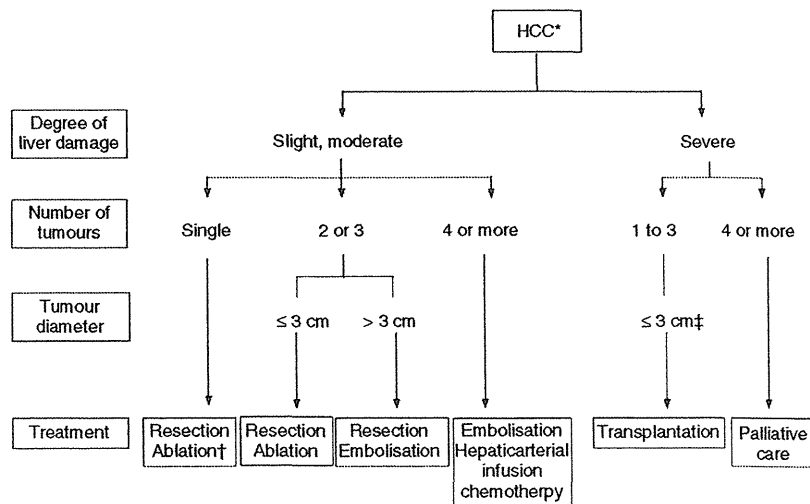 HCC*
Degree of
liver damage
Slight, moderate
Severe
Number of
tumours
Single
2 or 3
4 or more
1 to 3
4 or more
Tumour
diameter
≤ 3 cm
> 3 cm
≤ 3 cm‡
Treatment
Resection
Ablation†
Resection
Ablation
Resection
Embolisation
Embolisation
Hepaticarterial
infusion
chemotherpy
Transplantation
Palliative
care